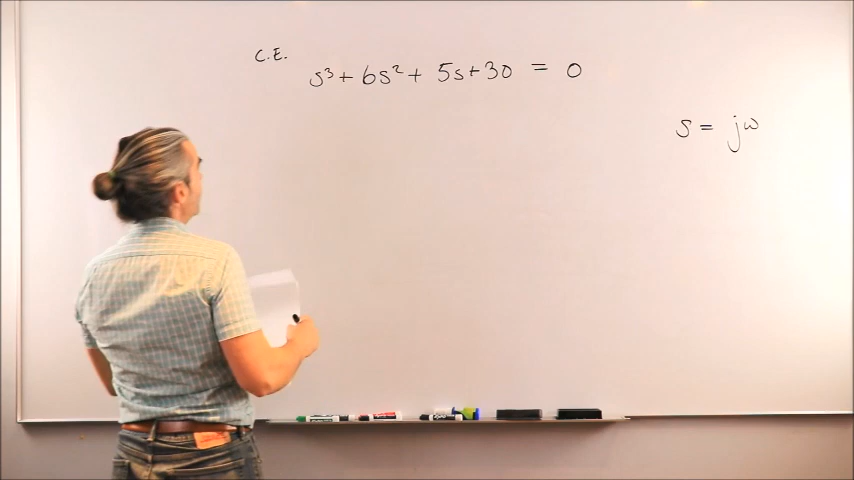 C.E.
s³ + 6s² + 5s + 30 = 0
s = jω